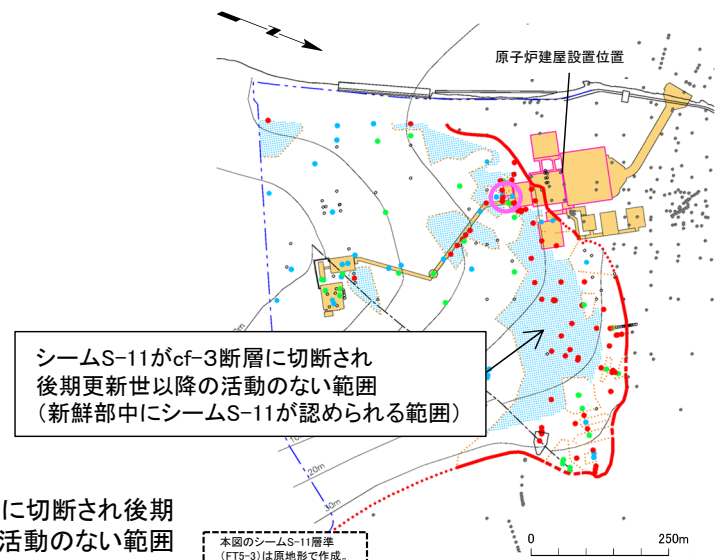 原子炉建屋設置位置
シームS-11がcf-3断層に切断され
後期更新世以降の活動のない範囲
（新鮮部中にシームS-11が認められる範囲）
20m
30m
に切断され後期
活動のない範囲
本図のシームS-11層準
(FT5-3)は原地形で作成。
0 250m